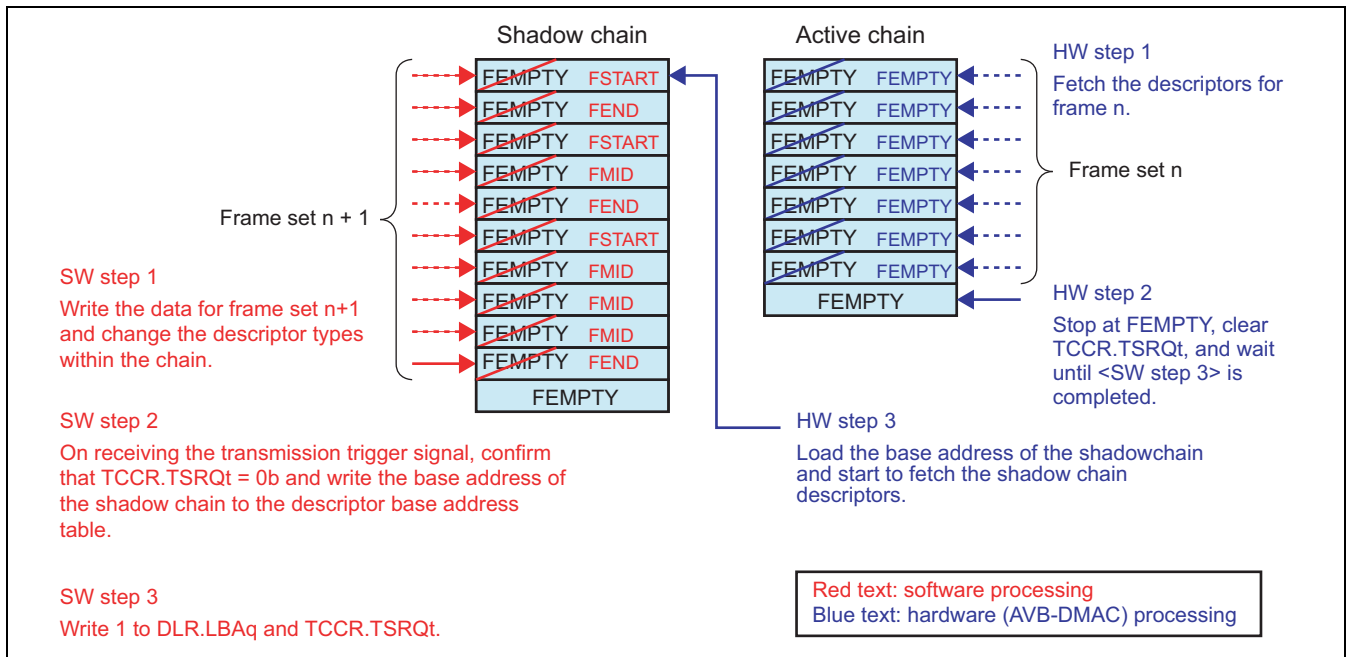 Shadow chain
FEMPTY FSTART
FEMPTY FEND
FEMPTY FSTART
FEMPTY FMID
FEMPTY FEND
FEMPTY FSTART
FEMPTY FMID
FEMPTY FMID
FEMPTY FMID
FEMPTY FEND
FEMPTY
Frame set n + 1
Active chain
FEMPTY FEMPTY
FEMPTY FEMPTY
FEMPTY FEMPTY
FEMPTY FEMPTY
FEMPTY FEMPTY
FEMPTY FEMPTY
FEMPTY FEMPTY
FEMPTY
Frame set n
HW step 1
Fetch the descriptors for
frame n.
HW step 2
Stop at FEMPTY, clear
TCCR.TSRQt, and wait
until <SW step 3> is
completed.
HW step 3
Load the base address of the shadowchain
and start to fetch the shadow chain
descriptors.
SW step 1
Write the data for frame set n+1
and change the descriptor types
within the chain.
SW step 2
On receiving the transmission trigger signal, confirm
that TCCR.TSRQt = 0b and write the base address of
the shadow chain to the descriptor base address
table.
SW step 3
Write 1 to DLR.LBAq and TCCR.TSRQt.
Red text: software processing
Blue text: hardware (AVB-DMAC) processing